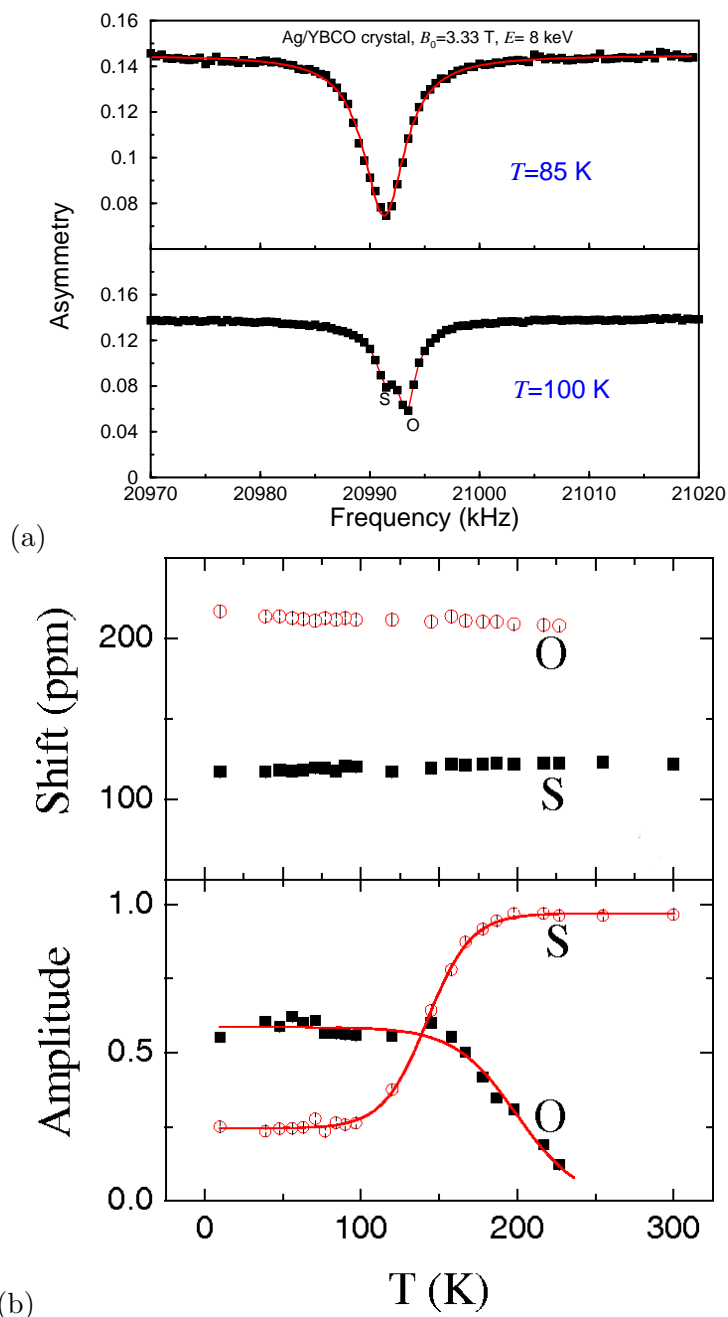 Ag/YBCO crystal, B₀=3.33 T, E= 8 keV
0.16
0.14
0.12
0.1
0.08
T=85 K
Asymmetry
0.16
0.12
0.08
0.04
0
S
O
T=100 K
20970 20980 20990 21000 21010 21020
Frequency (kHz)
(a)
Shift (ppm)
200
100
O
S
Amplitude
1.0
0.5
0.0
S
O
0 100 200 300
T (K)
(b)